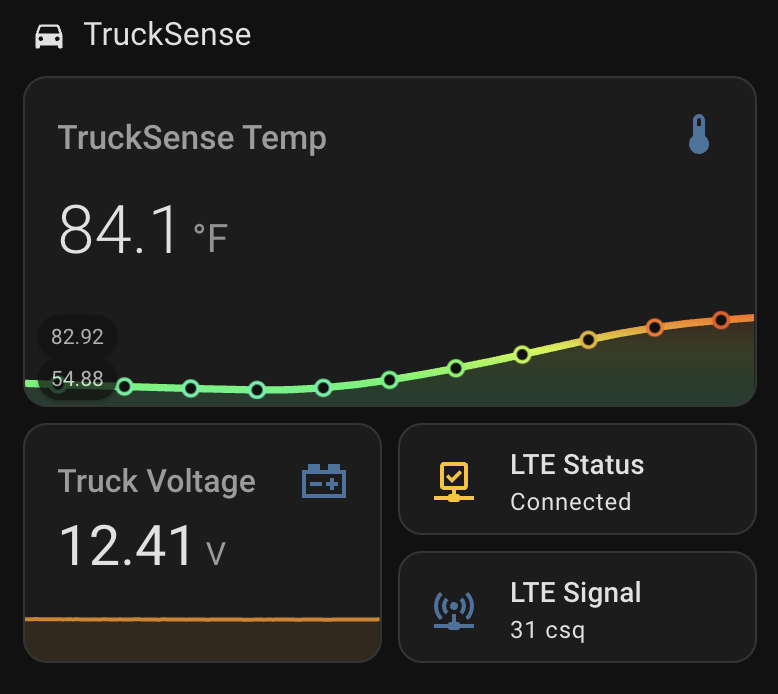 TruckSense
TruckSense Temp
84.1 °F
82.92
54.88
Truck Voltage
12.41 V
LTE Status
Connected
LTE Signal
31 csq